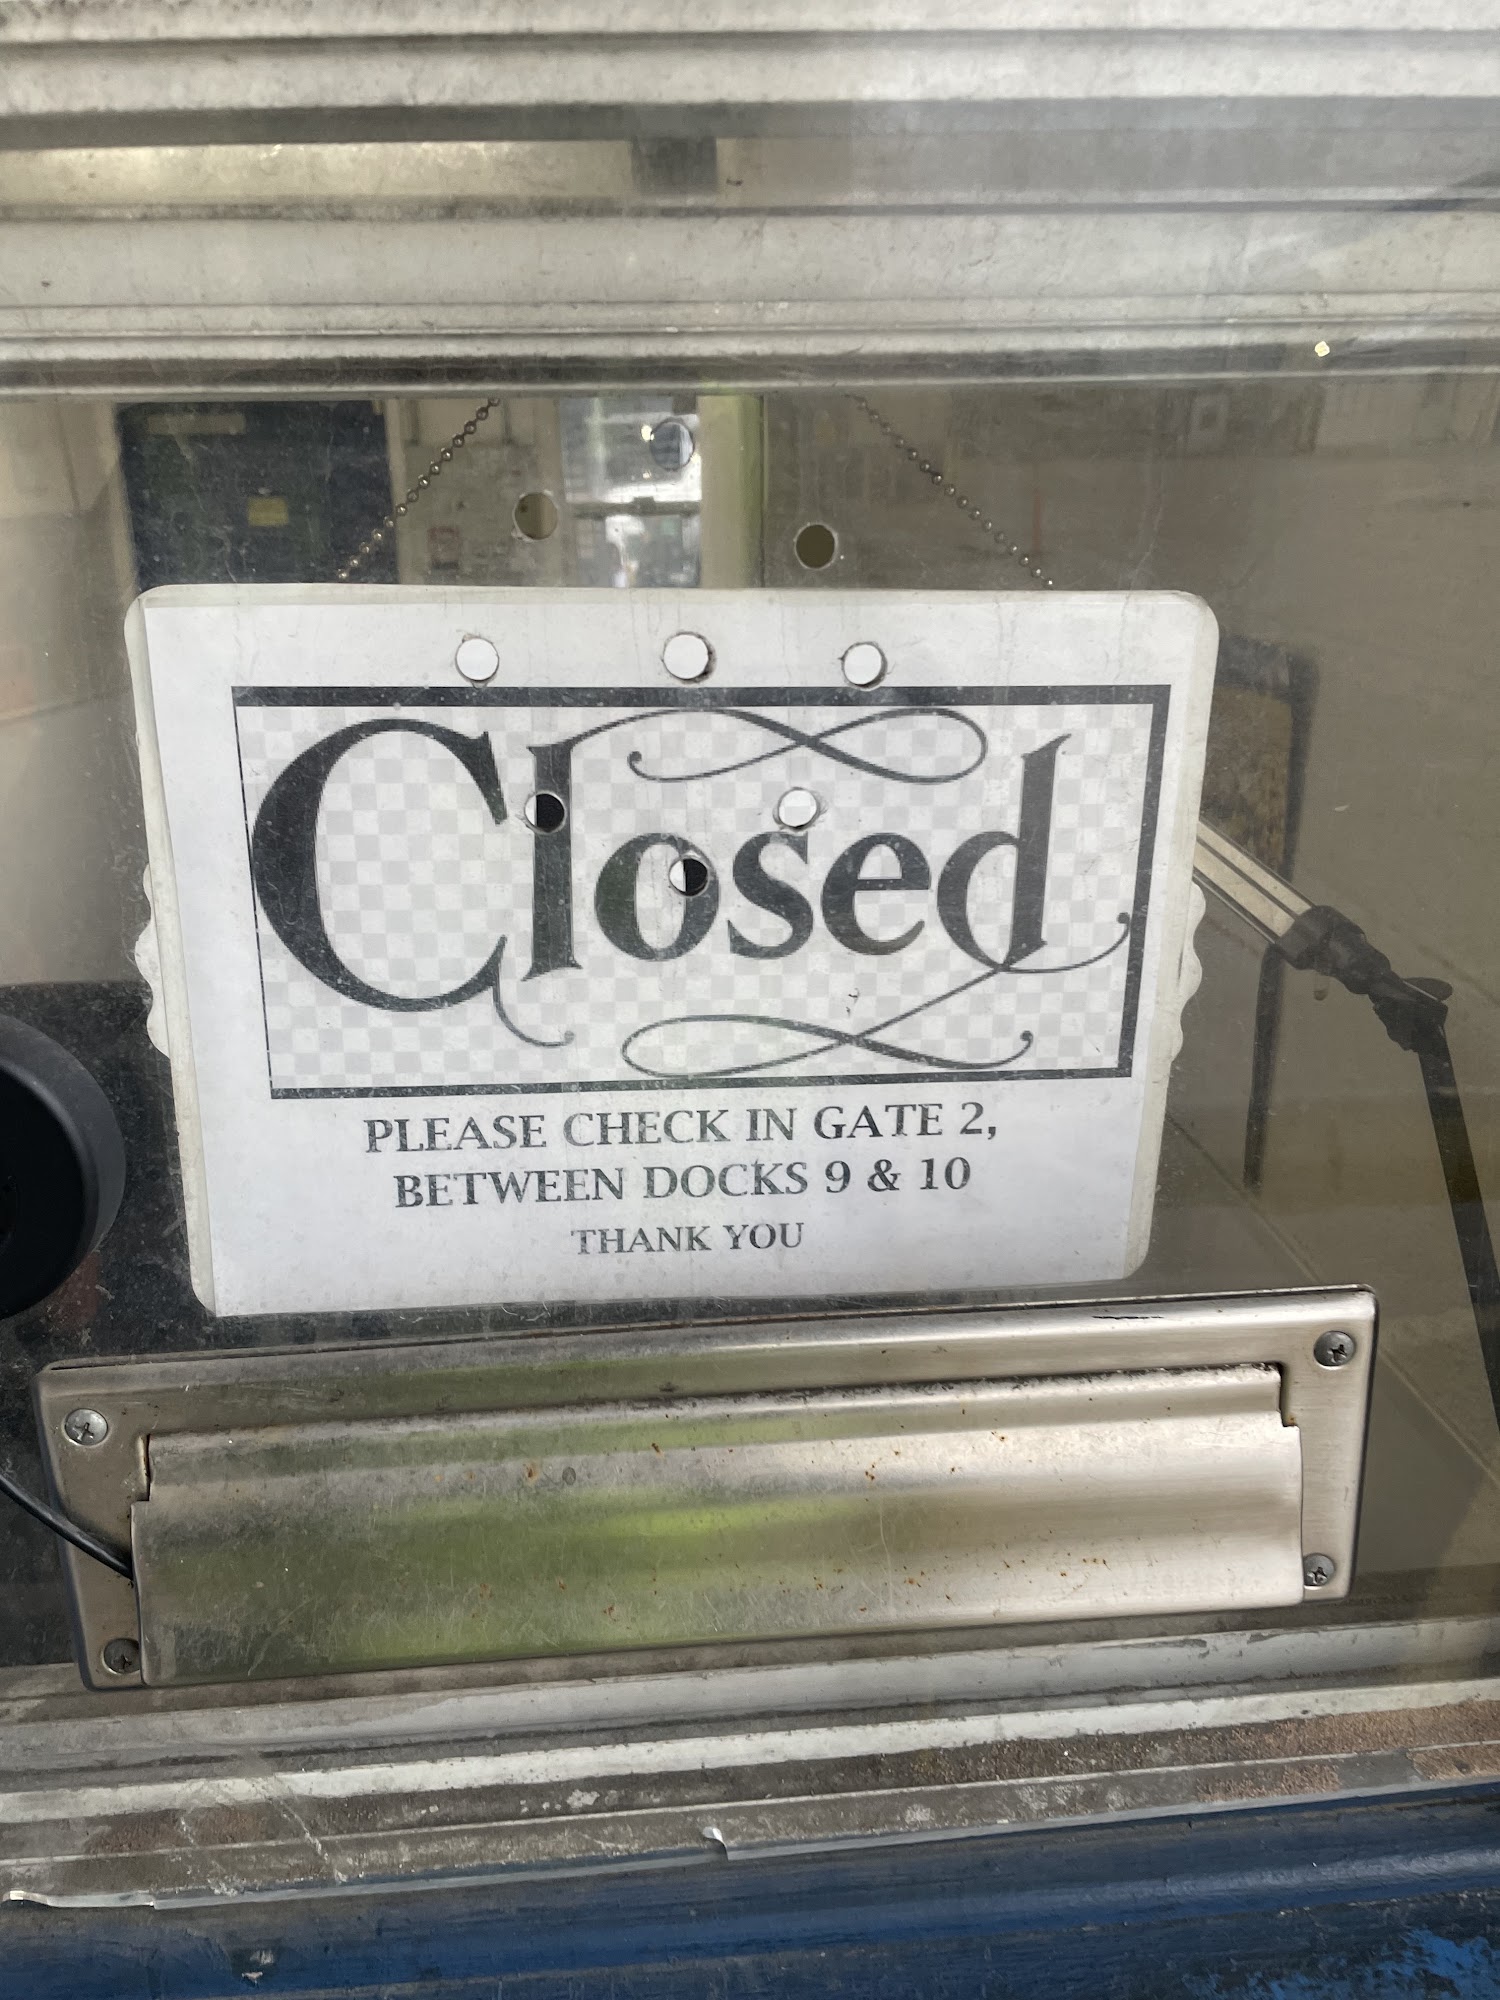 Closed
PLEASE CHECK IN GATE 2,
BETWEEN DOCKS 9 & 10
THANK YOU